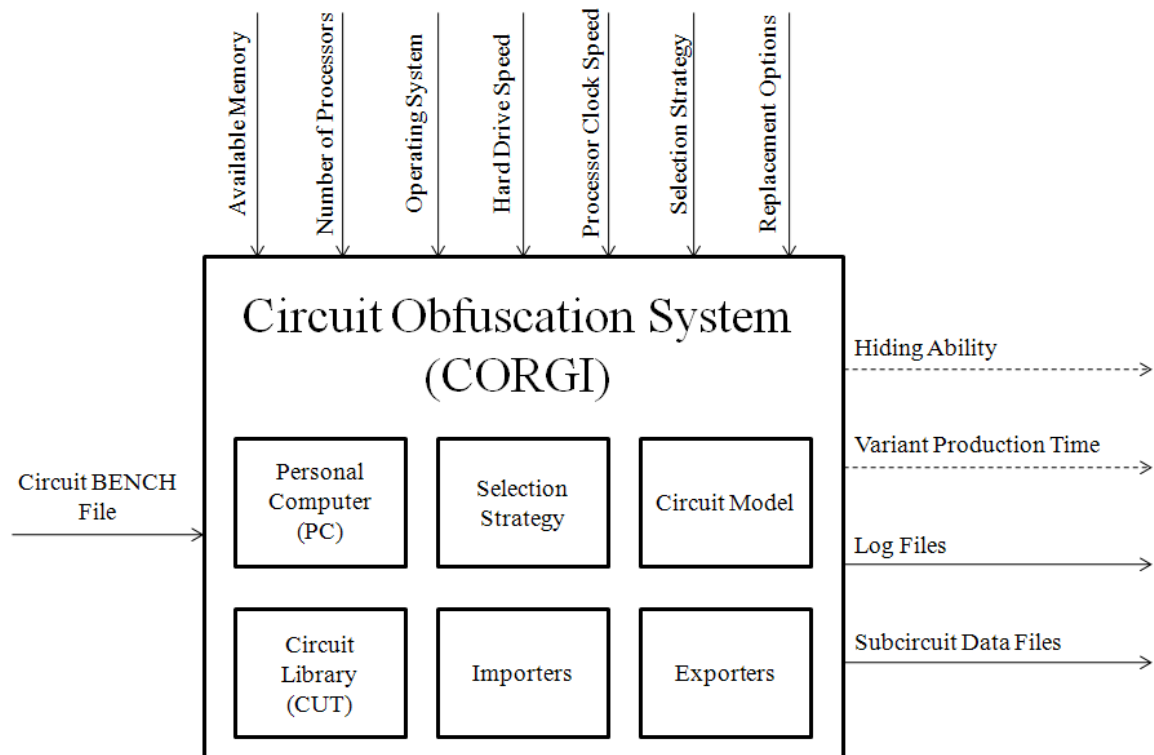 Available Memory
Number of Processors
Operating System
Hard Drive Speed
Processor Clock Speed
Selection Strategy
Replacement Options
Circuit Obfuscation System
(CORGI)
Circuit BENCH
File
Personal
Computer
(PC)
Selection
Strategy
Circuit Model
Circuit
Library
(CUT)
Importers
Exporters
Hiding Ability
Variant Production Time
Log Files
Subcircuit Data Files